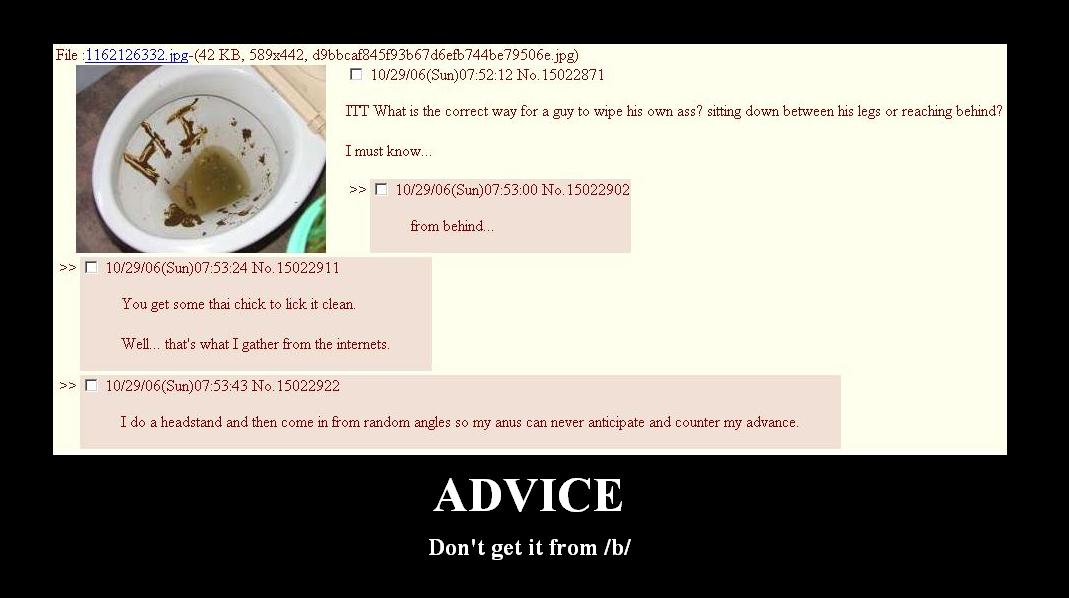 File :1162126332.jpg-(42 KB, 589x442, d9bbcaf845f93b67d6efb744be79506e.jpg)
HI
10/29/06(Sun)07:52:12 No.15022871
ITT What is the correct way for a guy to wipe his own ass? sitting down between his legs or reaching behind?
I must know...
>> 10/29/06(Sun)07:53:00 No.15022902
from behind...
>> 10/29/06(Sun)07:53:24 No.15022911
You get some thai chick to lick it clean.
Well... that's what I gather from the internets.
>> 10/29/06(Sun)07:53:43 No.15022922
I do a headstand and then come in from random angles so my anus can never anticipate and counter my advance.
ADVICE
Don't get it from /b/